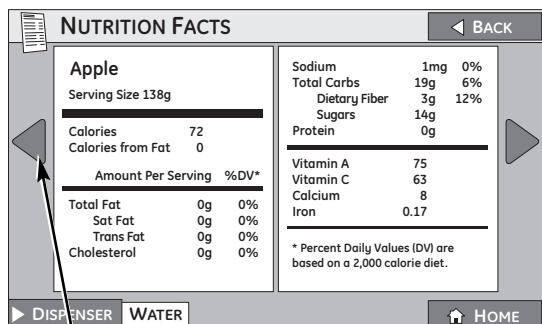 NUTRITION FACTS
BACK
Apple
Serving Size 138g
Calories 72
Calories from Fat 0
Amount Per Serving %DV*
Total Fat 0g 0%
Sat Fat 0g 0%
Trans Fat 0g 0%
Cholesterol 0g 0%
Sodium 1mg 0%
Total Carbs 19g 6%
Dietary Fiber 3g 12%
Sugars 14g
Protein 0g
Vitamin A 75
Vitamin C 63
Calcium 8
Iron 0.17
* Percent Daily Values (DV) are
based on a 2,000 calorie diet.
DISPENSER WATER
HOME